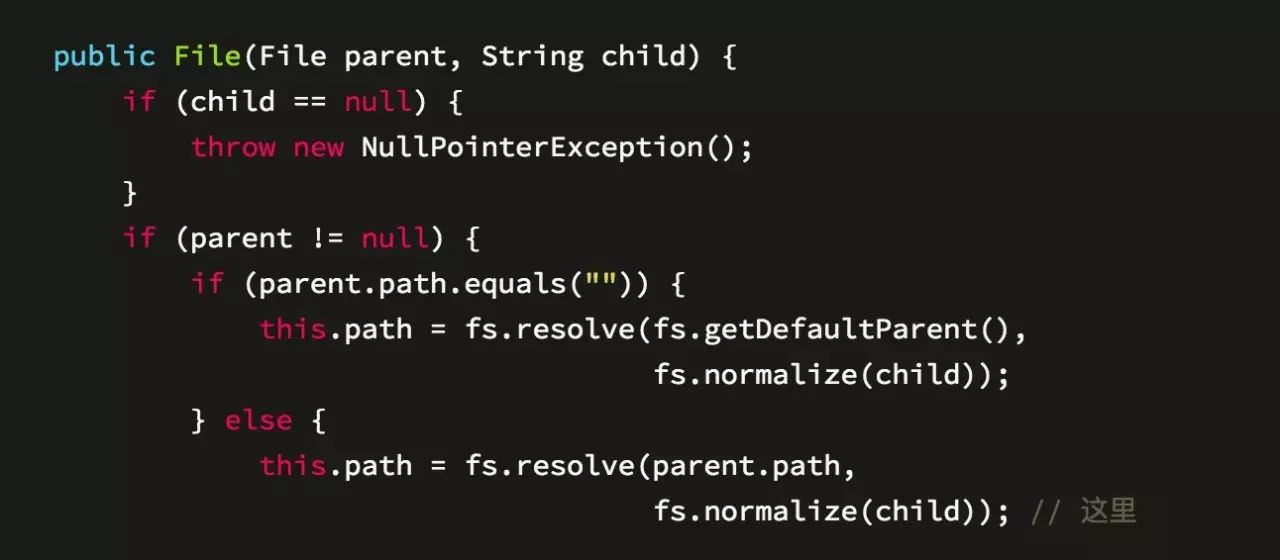 public File(File parent, String child) {
if (child == null) {
throw new NullPointerException();
}
if (parent != null) {
if (parent.path.equals("")) {
this.path = fs.resolve(fs.getDefaultParent(),
fs.normalize(child));
} else {
this.path = fs.resolve(parent.path,
fs.normalize(child)); // 这里